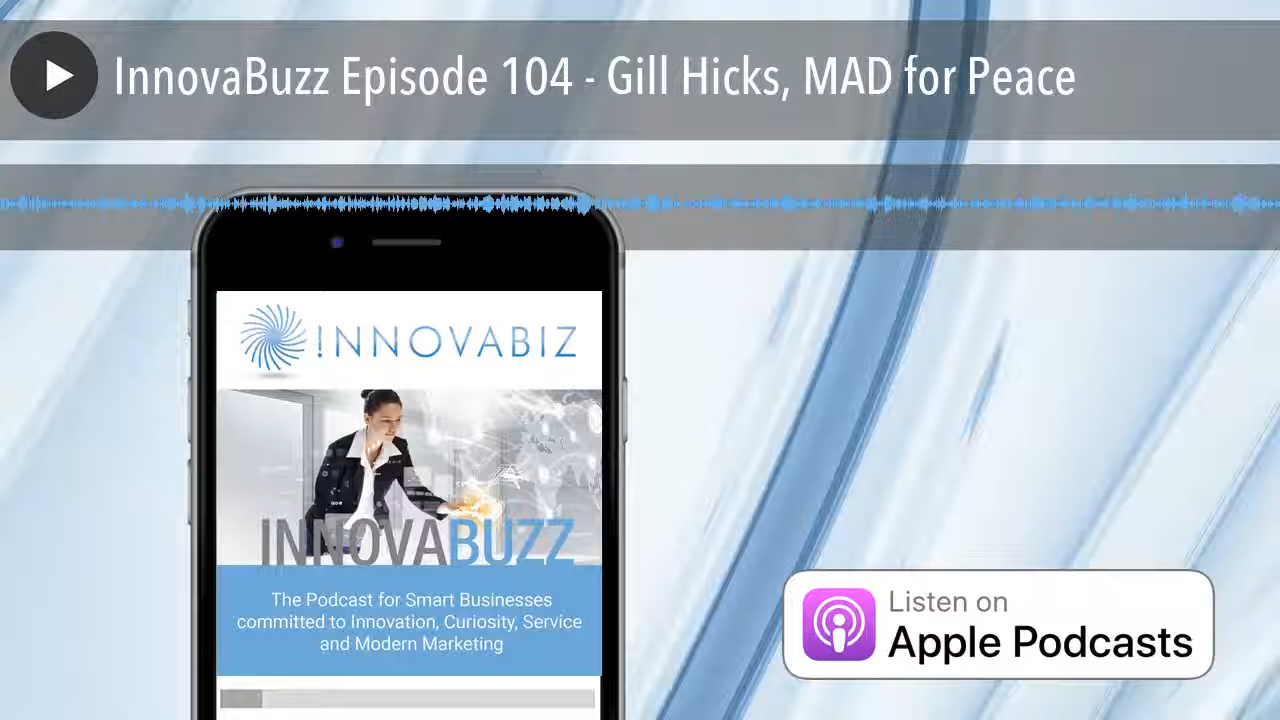 InnovaBuzz Episode 104 - Gill Hicks, MAD for Peace
!NNOVABIZ
INNOVABUZZ
The Podcast for Smart Businesses
committed to Innovation, Curiosity, Service
and Modern Marketing
Listen on
Apple Podcasts